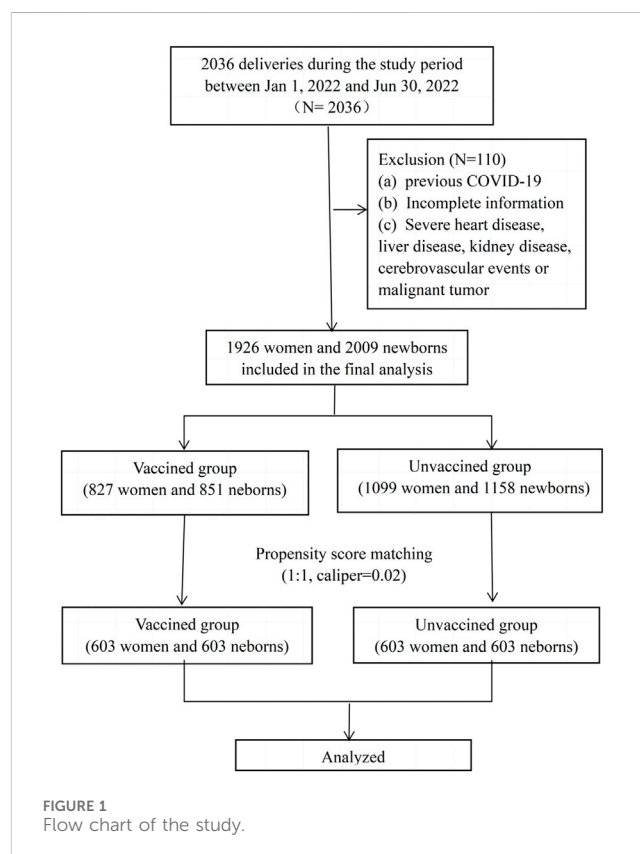 2036 deliveries during the study period
between Jan 1, 2022 and Jun 30, 2022
（N= 2036）
Exclusion (N=110)
(a) previous COVID-19
(b) Incomplete information
(c) Severe heart disease,
liver disease, kidney disease,
cerebrovascular events or
malignant tumor
1926 women and 2009 newborns
included in the final analysis
Vaccined group
(827 women and 851 neborns)
Unvaccined group
(1099 women and 1158 newborns)
Propensity score matching
(1:1, caliper=0.02)
Vaccined group
(603 women and 603 neborns)
Unvaccined group
(603 women and 603 neborns)
Analyzed
FIGURE 1
Flow chart of the study.